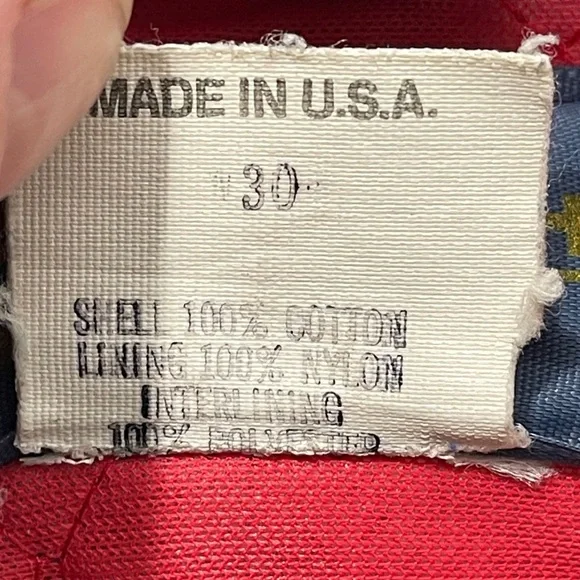 MADE IN U.S.A.
30
SHELL 100% COTTON
LINING 100% NYLON
INTERLINING
100% POLYESTER